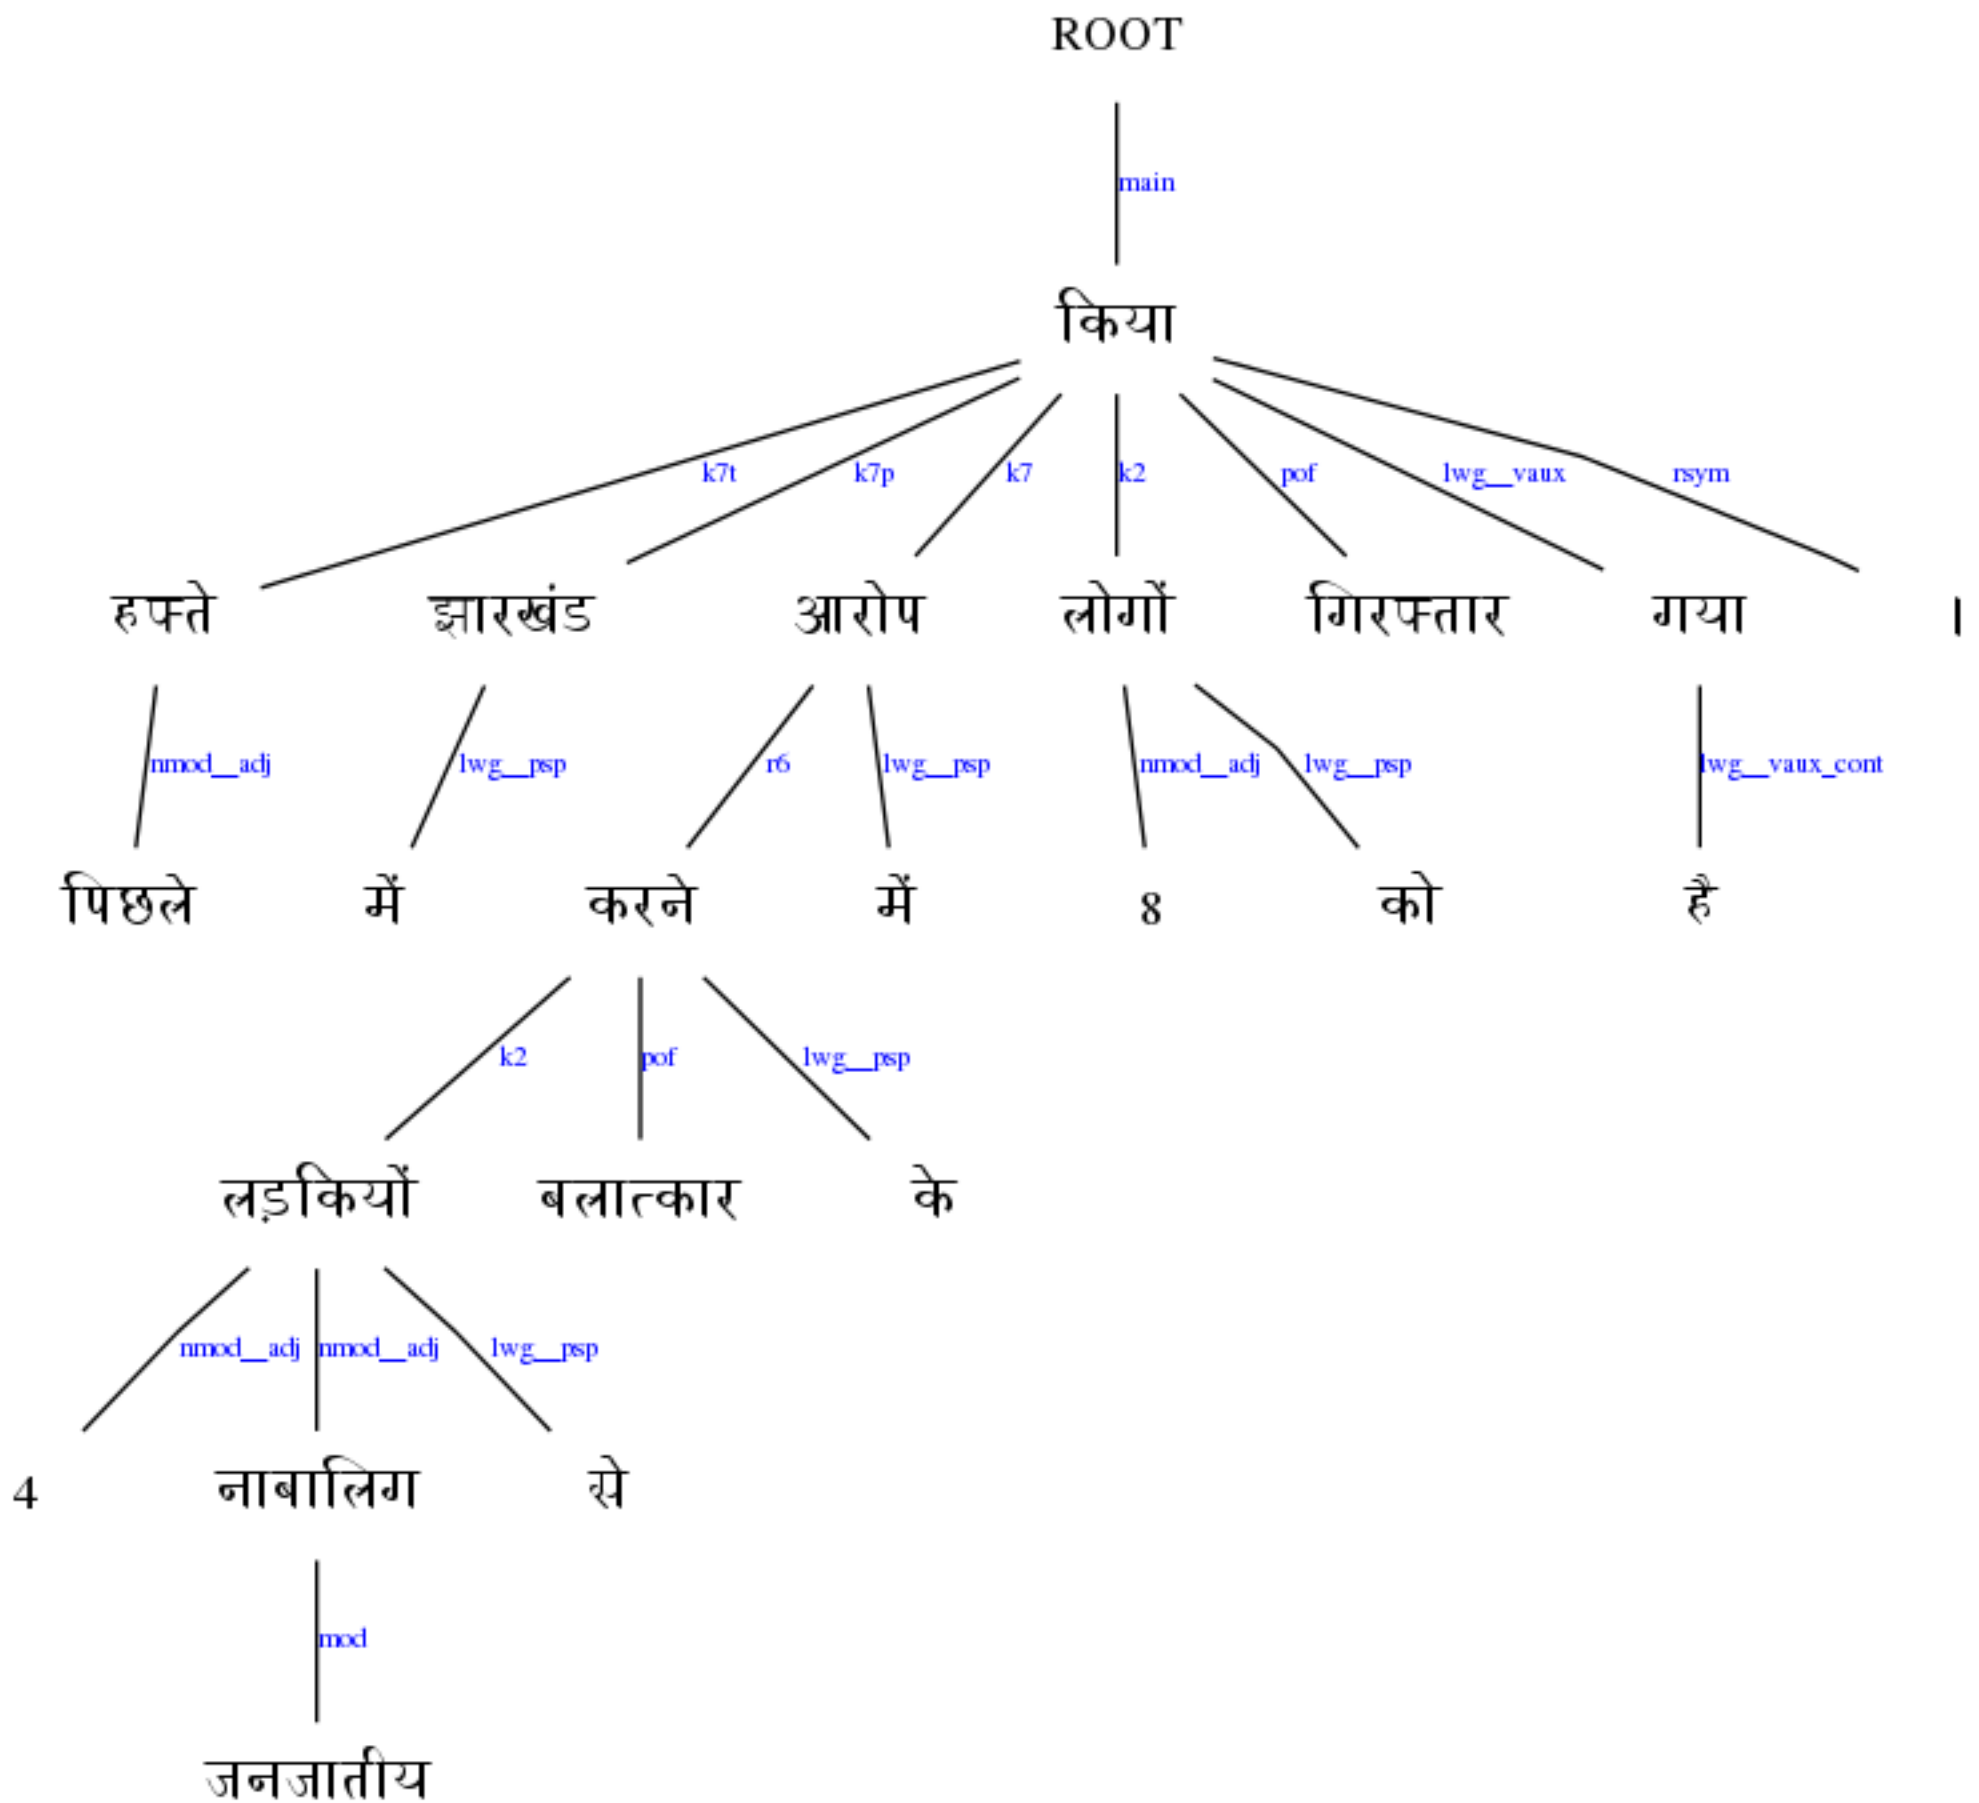 ROOT
main
किया
k7t k7p k7 k2 pof lwg__vaux rsym
हफ्ते झारखंड आरोप लोगों गिरफ्तार गया ।
nmod__adj lwg__psp r6 lwg__psp nmod__adj lwg__psp lwg__vaux_cont
पिछले में करने में 8 को है
k2 pof lwg__psp
लड़कियों बलात्कार के
nmod__adj nmod__adj lwg__psp
4 नाबालिग से
mod
जनजातीय